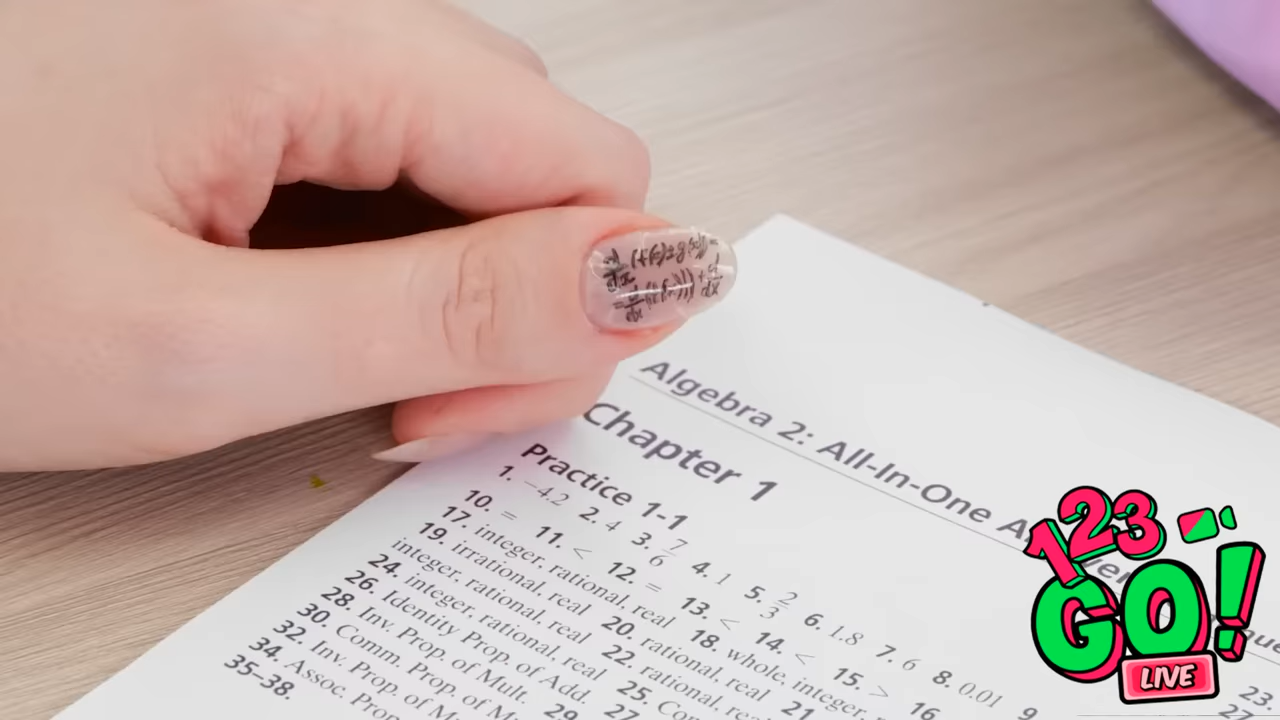 Algebra 2: All-In-One
Chapter 1
Practice 1-1
1. −4.2 2. 4 3. 7/6 4. 1 5. 2/3 6. 1.8 7. 6 8. 0.01 9
10. = 11. < 12. = 13. < 14. < 15. > 16
17. integer, rational, real 18. whole, integer,
19. irrational, real 20. rational, real 21
integer, rational, real 22. rational, real 23.
24. integer, rational, real 25.
26. Identity Prop of Add. 27
28. Inv. Prop. of Mult. 29
30. Comm. Prop. of
32. Inv. Prop. of
34. Assoc. Prop
35–38.
123 GO!
LIVE